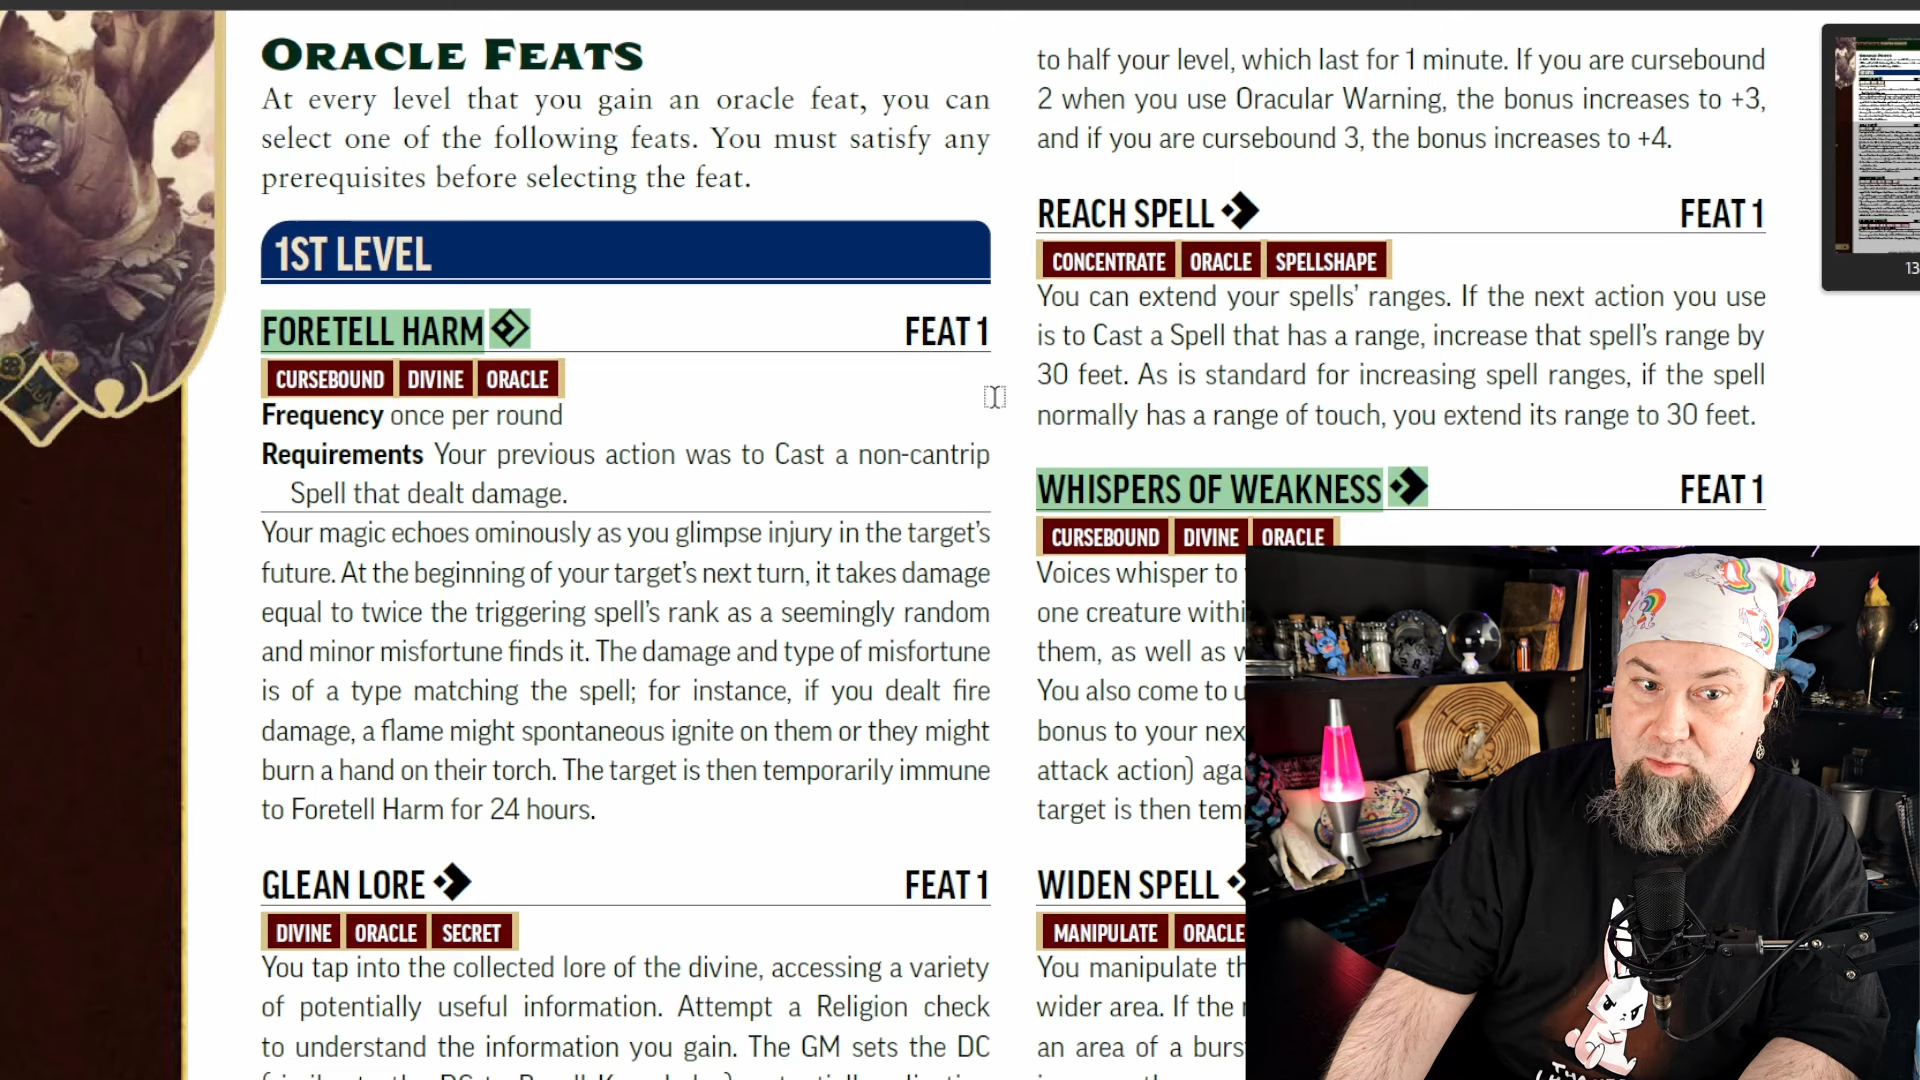 ORACLE FEATS
At every level that you gain an oracle feat, you can
select one of the following feats. You must satisfy any
prerequisites before selecting the feat.
1ST LEVEL
FORETELL HARM FEAT 1
CURSEBOUND DIVINE ORACLE
Frequency once per round
Requirements Your previous action was to Cast a non-cantrip
Spell that dealt damage.
Your magic echoes ominously as you glimpse injury in the target's
future. At the beginning of your target's next turn, it takes damage
equal to twice the triggering spell's rank as a seemingly random
and minor misfortune finds it. The damage and type of misfortune
is of a type matching the spell; for instance, if you dealt fire
damage, a flame might spontaneous ignite on them or they might
burn a hand on their torch. The target is then temporarily immune
to Foretell Harm for 24 hours.
GLEAN LORE FEAT 1
DIVINE ORACLE SECRET
You tap into the collected lore of the divine, accessing a variety
of potentially useful information. Attempt a Religion check
to understand the information you gain. The GM sets the DC
to half your level, which last for 1 minute. If you are cursebound
2 when you use Oracular Warning, the bonus increases to +3,
and if you are cursebound 3, the bonus increases to +4.
REACH SPELL FEAT 1
CONCENTRATE ORACLE SPELLSHAPE
You can extend your spells' ranges. If the next action you use
is to Cast a Spell that has a range, increase that spell's range by
30 feet. As is standard for increasing spell ranges, if the spell
normally has a range of touch, you extend its range to 30 feet.
WHISPERS OF WEAKNESS FEAT 1
CURSEBOUND DIVINE ORACLE
Voices whisper to
one creature withi
them, as well as w
You also come to u
bonus to your nex
attack action) agai
target is then tem
WIDEN SPELL
MANIPULATE ORACLE
You manipulate th
wider area. If the
an area of a burs
13